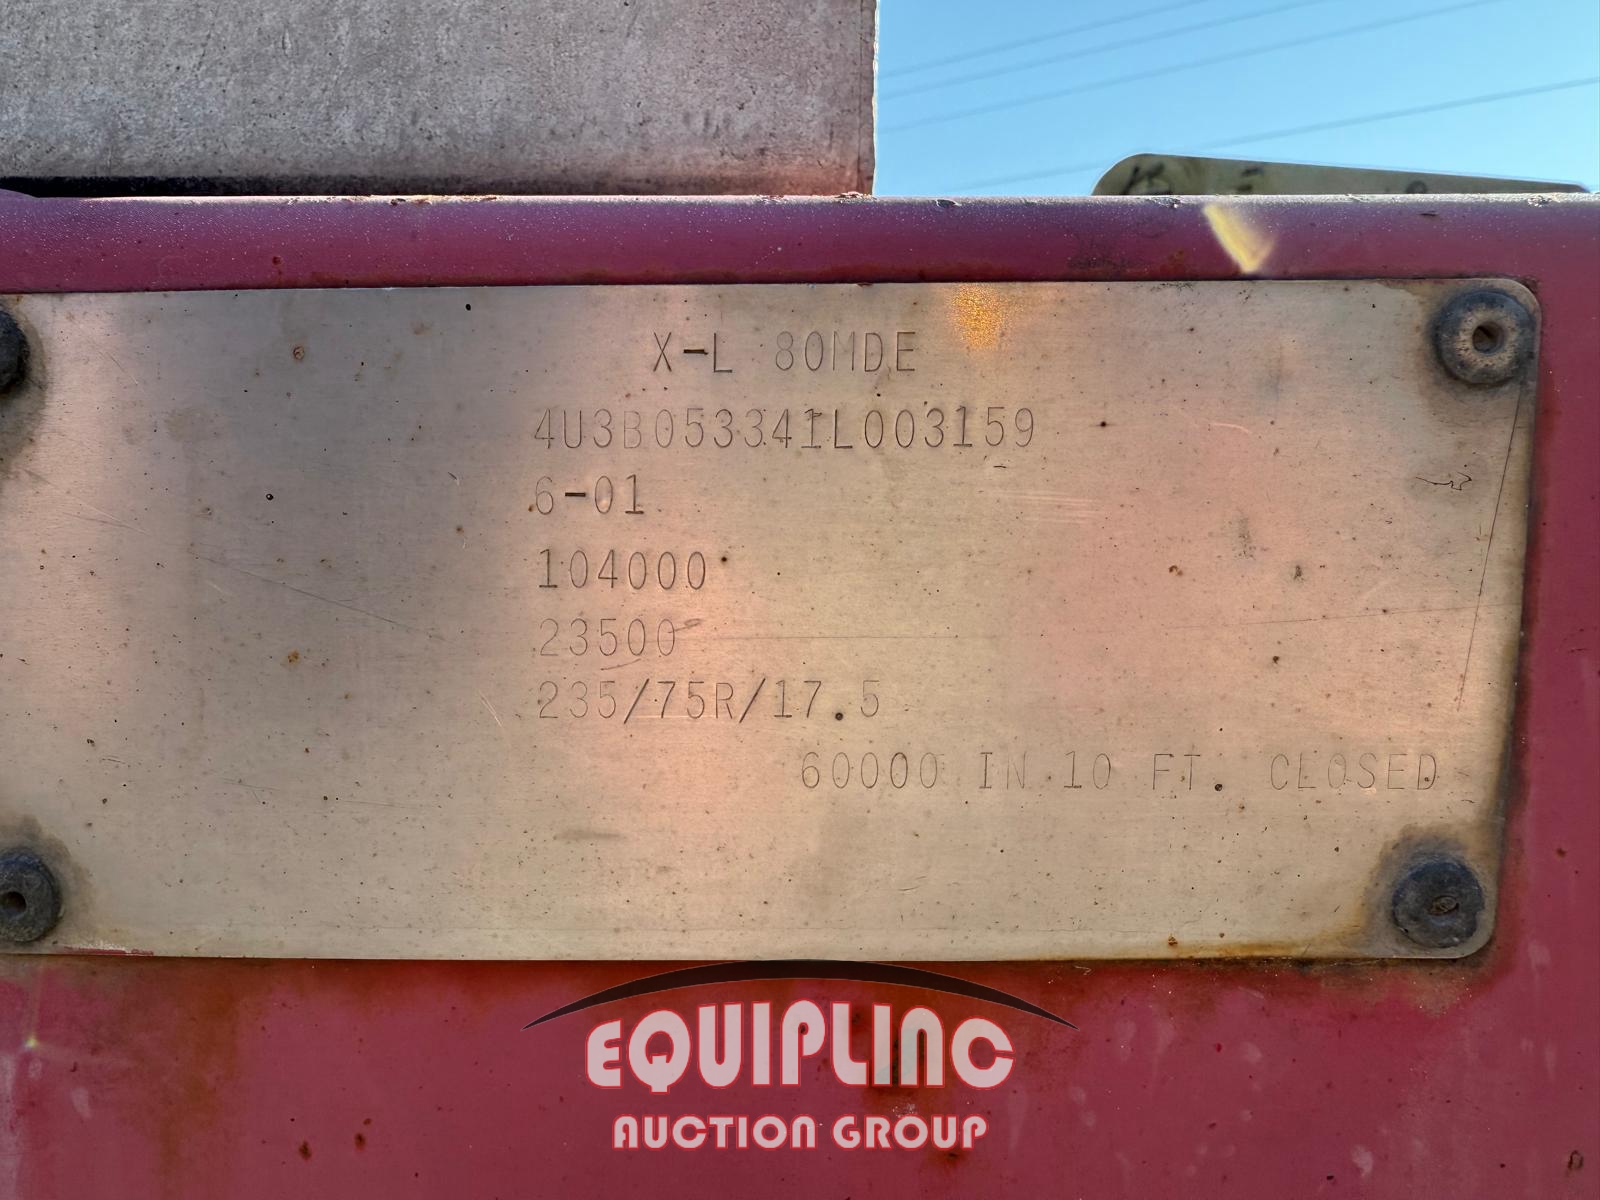 X-L 80MDE
4U3B053341L003159
6-01
104000
23500
235/75R/17.5
60000 IN 10 FT. CLOSED
EQUIPLINC
AUCTION GROUP